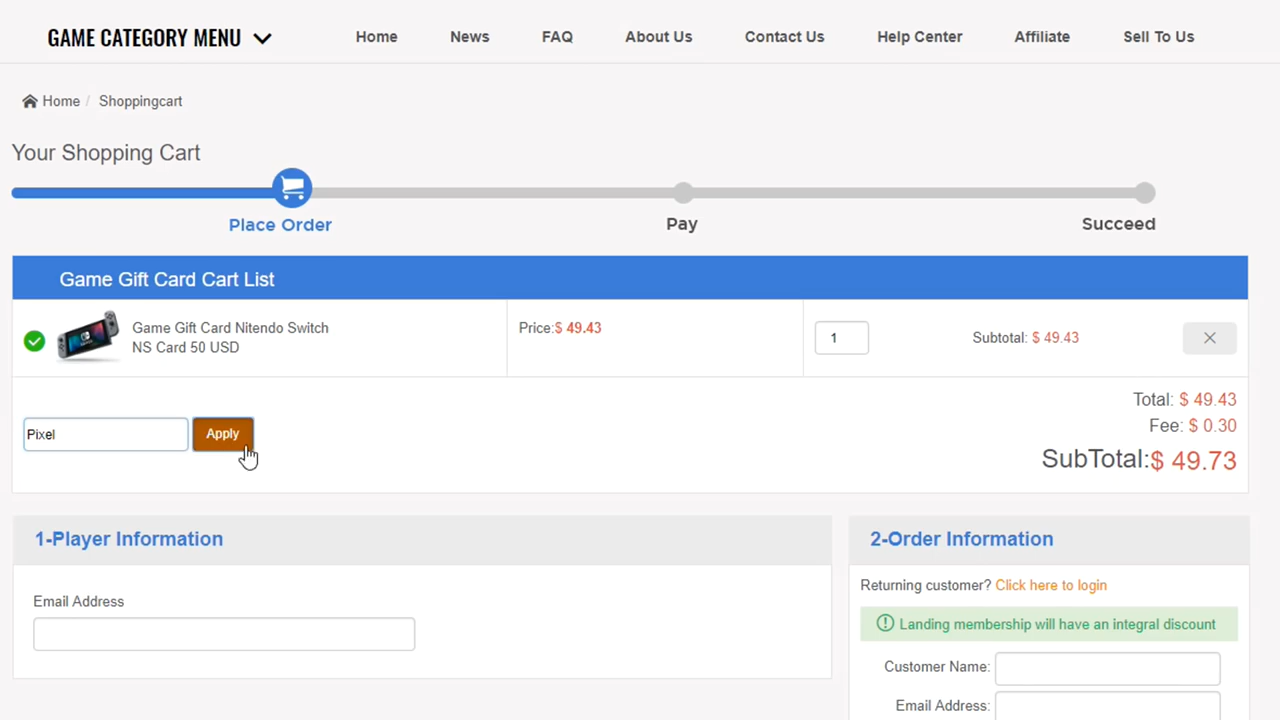 GAME CATEGORY MENU Home News FAQ About Us Contact Us Help Center Affiliate Sell To Us
Home / Shoppingcart
Your Shopping Cart
Place Order Pay Succeed
Game Gift Card Cart List
Game Gift Card Nitendo Switch
NS Card 50 USD
Price:$ 49.43
1
Subtotal: $ 49.43
Total: $ 49.43
Fee: $ 0.30
SubTotal:$ 49.73
Pixel Apply
1-Player Information
Email Address
2-Order Information
Returning customer? Click here to login
Landing membership will have an integral discount
Customer Name:
Email Address: